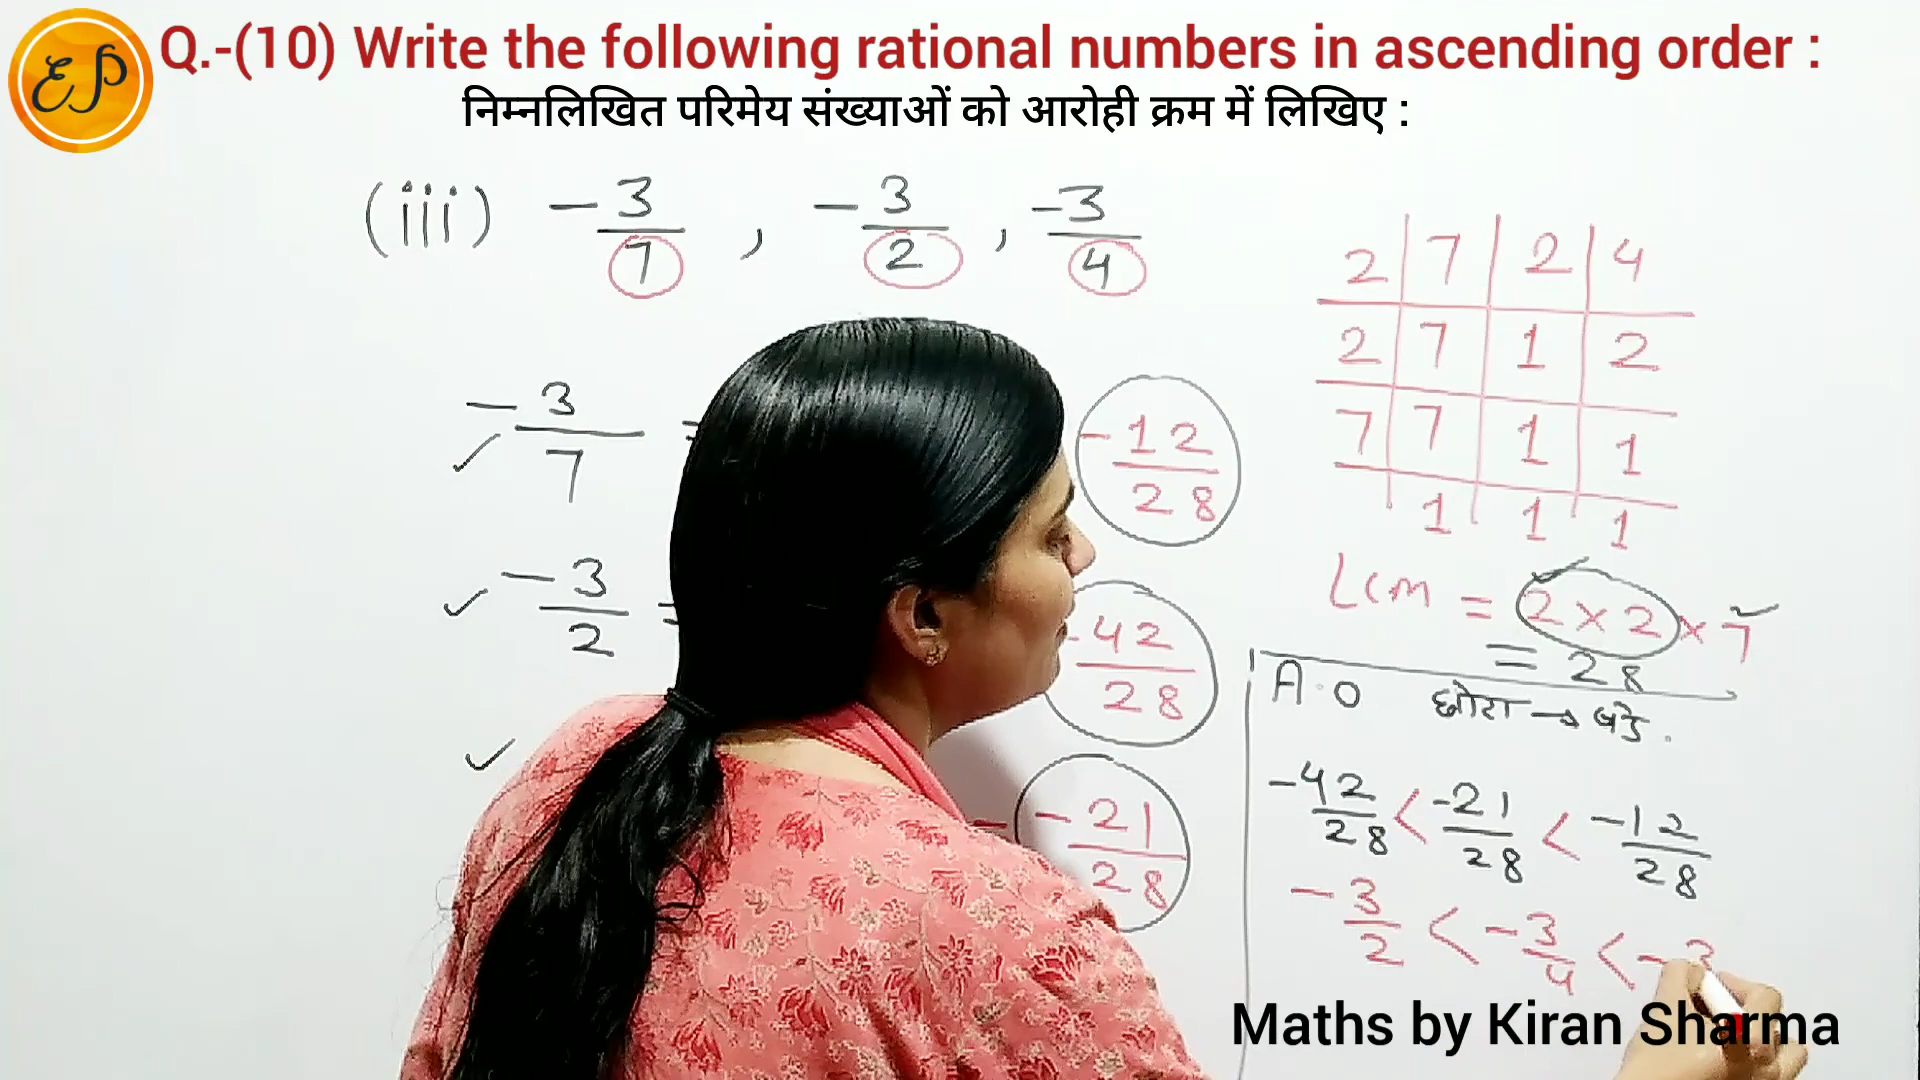 EP
Q.-(10) Write the following rational numbers in ascending order :
निम्नलिखित परिमेय संख्याओं को आरोही क्रम में लिखिए :
(iii) -3/7 , -3/2 , -3/4
2 | 7 | 2 | 4
2 | 7 | 1 | 2
7 | 7 | 1 | 1
1 | 1 | 1
✓ -3/7 = -12/28
✓ -3/2 = -42/28
✓ -21/28
LCM = 2×2×7
= 28
A.O छोटा → बड़े.
-42/28 < -21/28 < -12/28
-3/2 < -3/4 < -3
Maths by Kiran Sharma